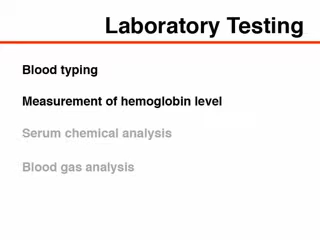 Laboratory Testing
Blood typing
Measurement of hemoglobin level
Serum chemical analysis
Blood gas analysis